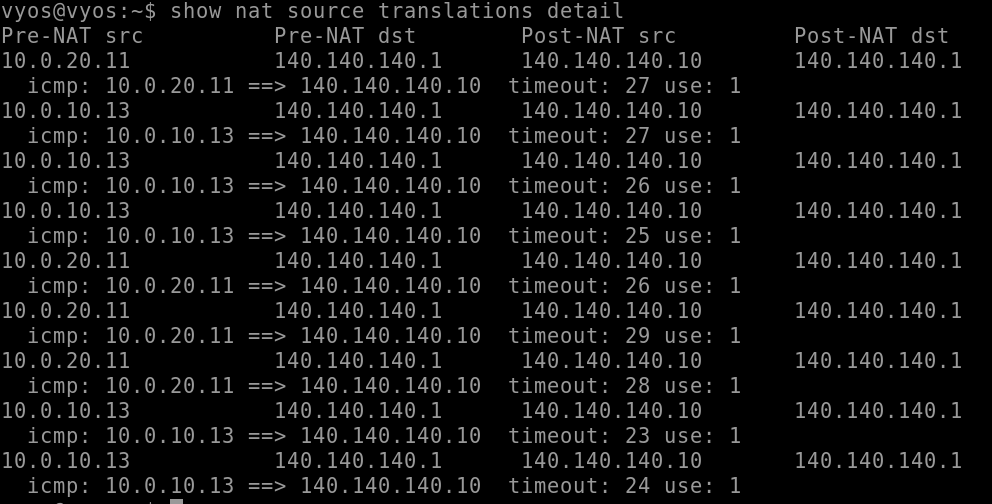 vyos@vyos:~$ show nat source translations detail
Pre-NAT src          Pre-NAT dst        Post-NAT src         Post-NAT dst
10.0.20.11           140.140.140.1      140.140.140.10       140.140.140.1
  icmp: 10.0.20.11 ==> 140.140.140.10  timeout: 27 use: 1
10.0.10.13           140.140.140.1      140.140.140.10       140.140.140.1
  icmp: 10.0.10.13 ==> 140.140.140.10  timeout: 27 use: 1
10.0.10.13           140.140.140.1      140.140.140.10       140.140.140.1
  icmp: 10.0.10.13 ==> 140.140.140.10  timeout: 26 use: 1
10.0.10.13           140.140.140.1      140.140.140.10       140.140.140.1
  icmp: 10.0.10.13 ==> 140.140.140.10  timeout: 25 use: 1
10.0.20.11           140.140.140.1      140.140.140.10       140.140.140.1
  icmp: 10.0.20.11 ==> 140.140.140.10  timeout: 26 use: 1
10.0.20.11           140.140.140.1      140.140.140.10       140.140.140.1
  icmp: 10.0.20.11 ==> 140.140.140.10  timeout: 29 use: 1
10.0.20.11           140.140.140.1      140.140.140.10       140.140.140.1
  icmp: 10.0.20.11 ==> 140.140.140.10  timeout: 28 use: 1
10.0.10.13           140.140.140.1      140.140.140.10       140.140.140.1
  icmp: 10.0.10.13 ==> 140.140.140.10  timeout: 23 use: 1
10.0.10.13           140.140.140.1      140.140.140.10       140.140.140.1
  icmp: 10.0.10.13 ==> 140.140.140.10  timeout: 24 use: 1